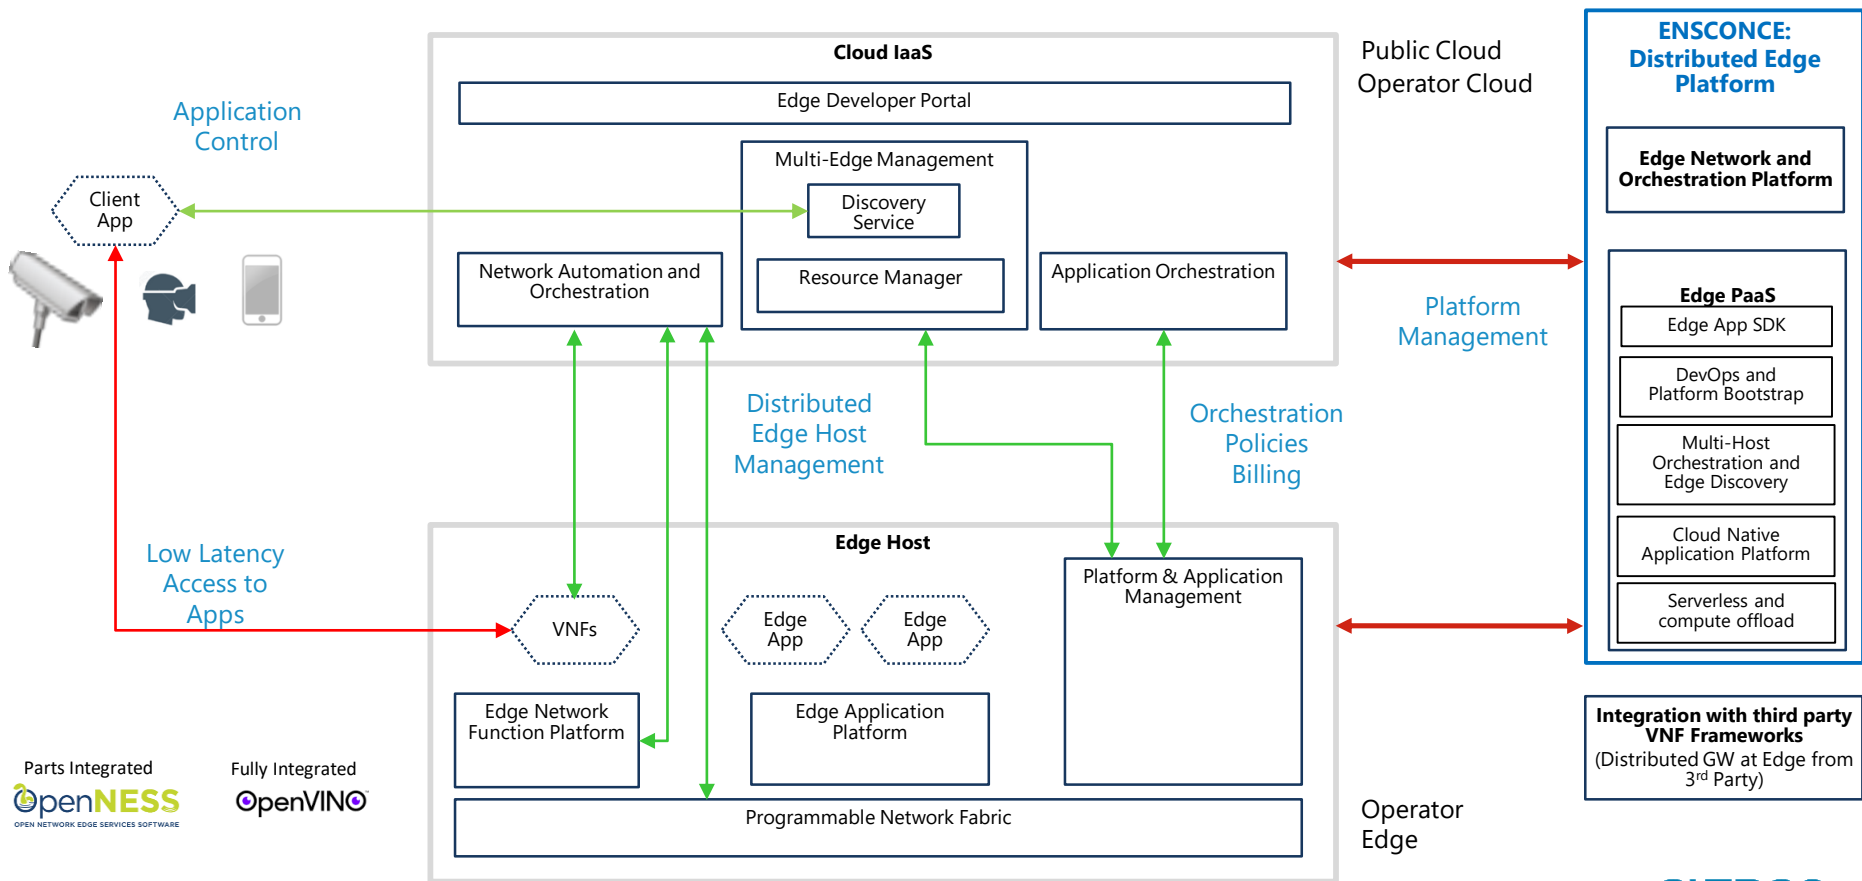 Cloud IaaS
Edge Developer Portal
Multi-Edge Management
Discovery
Service
Resource Manager
Network Automation and
Orchestration
Application Orchestration
Public Cloud
Operator Cloud
Application
Control
Client
App
Low Latency
Access to
Apps
Distributed
Edge Host
Management
Orchestration
Policies
Billing
Platform
Management
Edge Host
VNFs
Edge
App
Edge
App
Platform & Application
Management
Edge Network
Function Platform
Edge Application
Platform
Programmable Network Fabric
Operator
Edge
Parts Integrated
OpenNESS
OPEN NETWORK EDGE SERVICES SOFTWARE
Fully Integrated
OpenVINO
ENSCONCE:
Distributed Edge
Platform
Edge Network and
Orchestration Platform
Edge PaaS
Edge App SDK
DevOps and
Platform Bootstrap
Multi-Host
Orchestration and
Edge Discovery
Cloud Native
Application Platform
Serverless and
compute offload
Integration with third party
VNF Frameworks
(Distributed GW at Edge from
3rd Party)